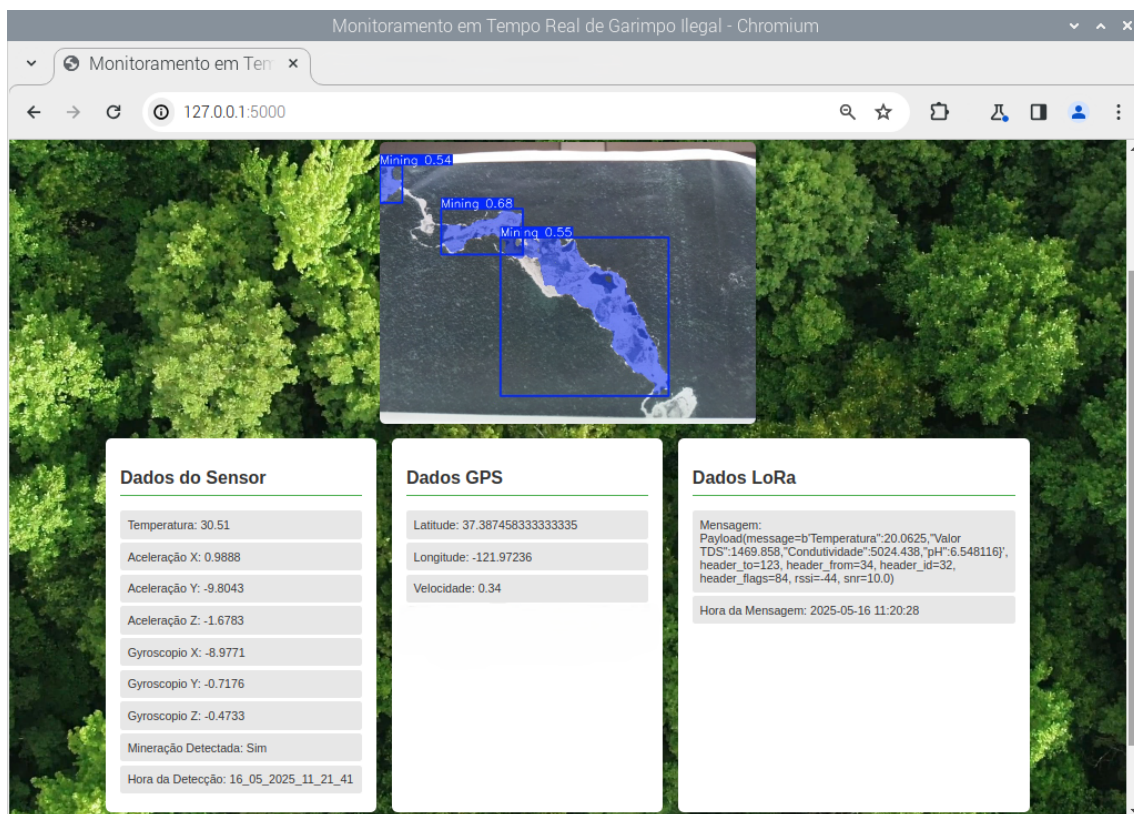 Monitoramento em Tempo Real de Garimpo Ilegal - Chromium
Monitoramento em Tem
127.0.0.1:5000
Mining 0.54
Mining 0.68
Mining 0.55
Dados do Sensor
Temperatura: 30.51
Aceleração X: 0.9888
Aceleração Y: -9.8043
Aceleração Z: -1.6783
Gyroscopio X: -8.9771
Gyroscopio Y: -0.7176
Gyroscopio Z: -0.4733
Mineração Detectada: Sim
Hora da Detecção: 16_05_2025_11_21_41
Dados GPS
Latitude: 37.387458333333335
Longitude: -121.97236
Velocidade: 0.34
Dados LoRa
Mensagem:
Payload(message=b'Temperatura":20.0625,"Valor
TDS":1469.858,"Condutividade":5024.438,"pH":6.548116}',
header_to=123, header_from=34, header_id=32,
header_flags=84, rssi=-44, snr=10.0)
Hora da Mensagem: 2025-05-16 11:20:28